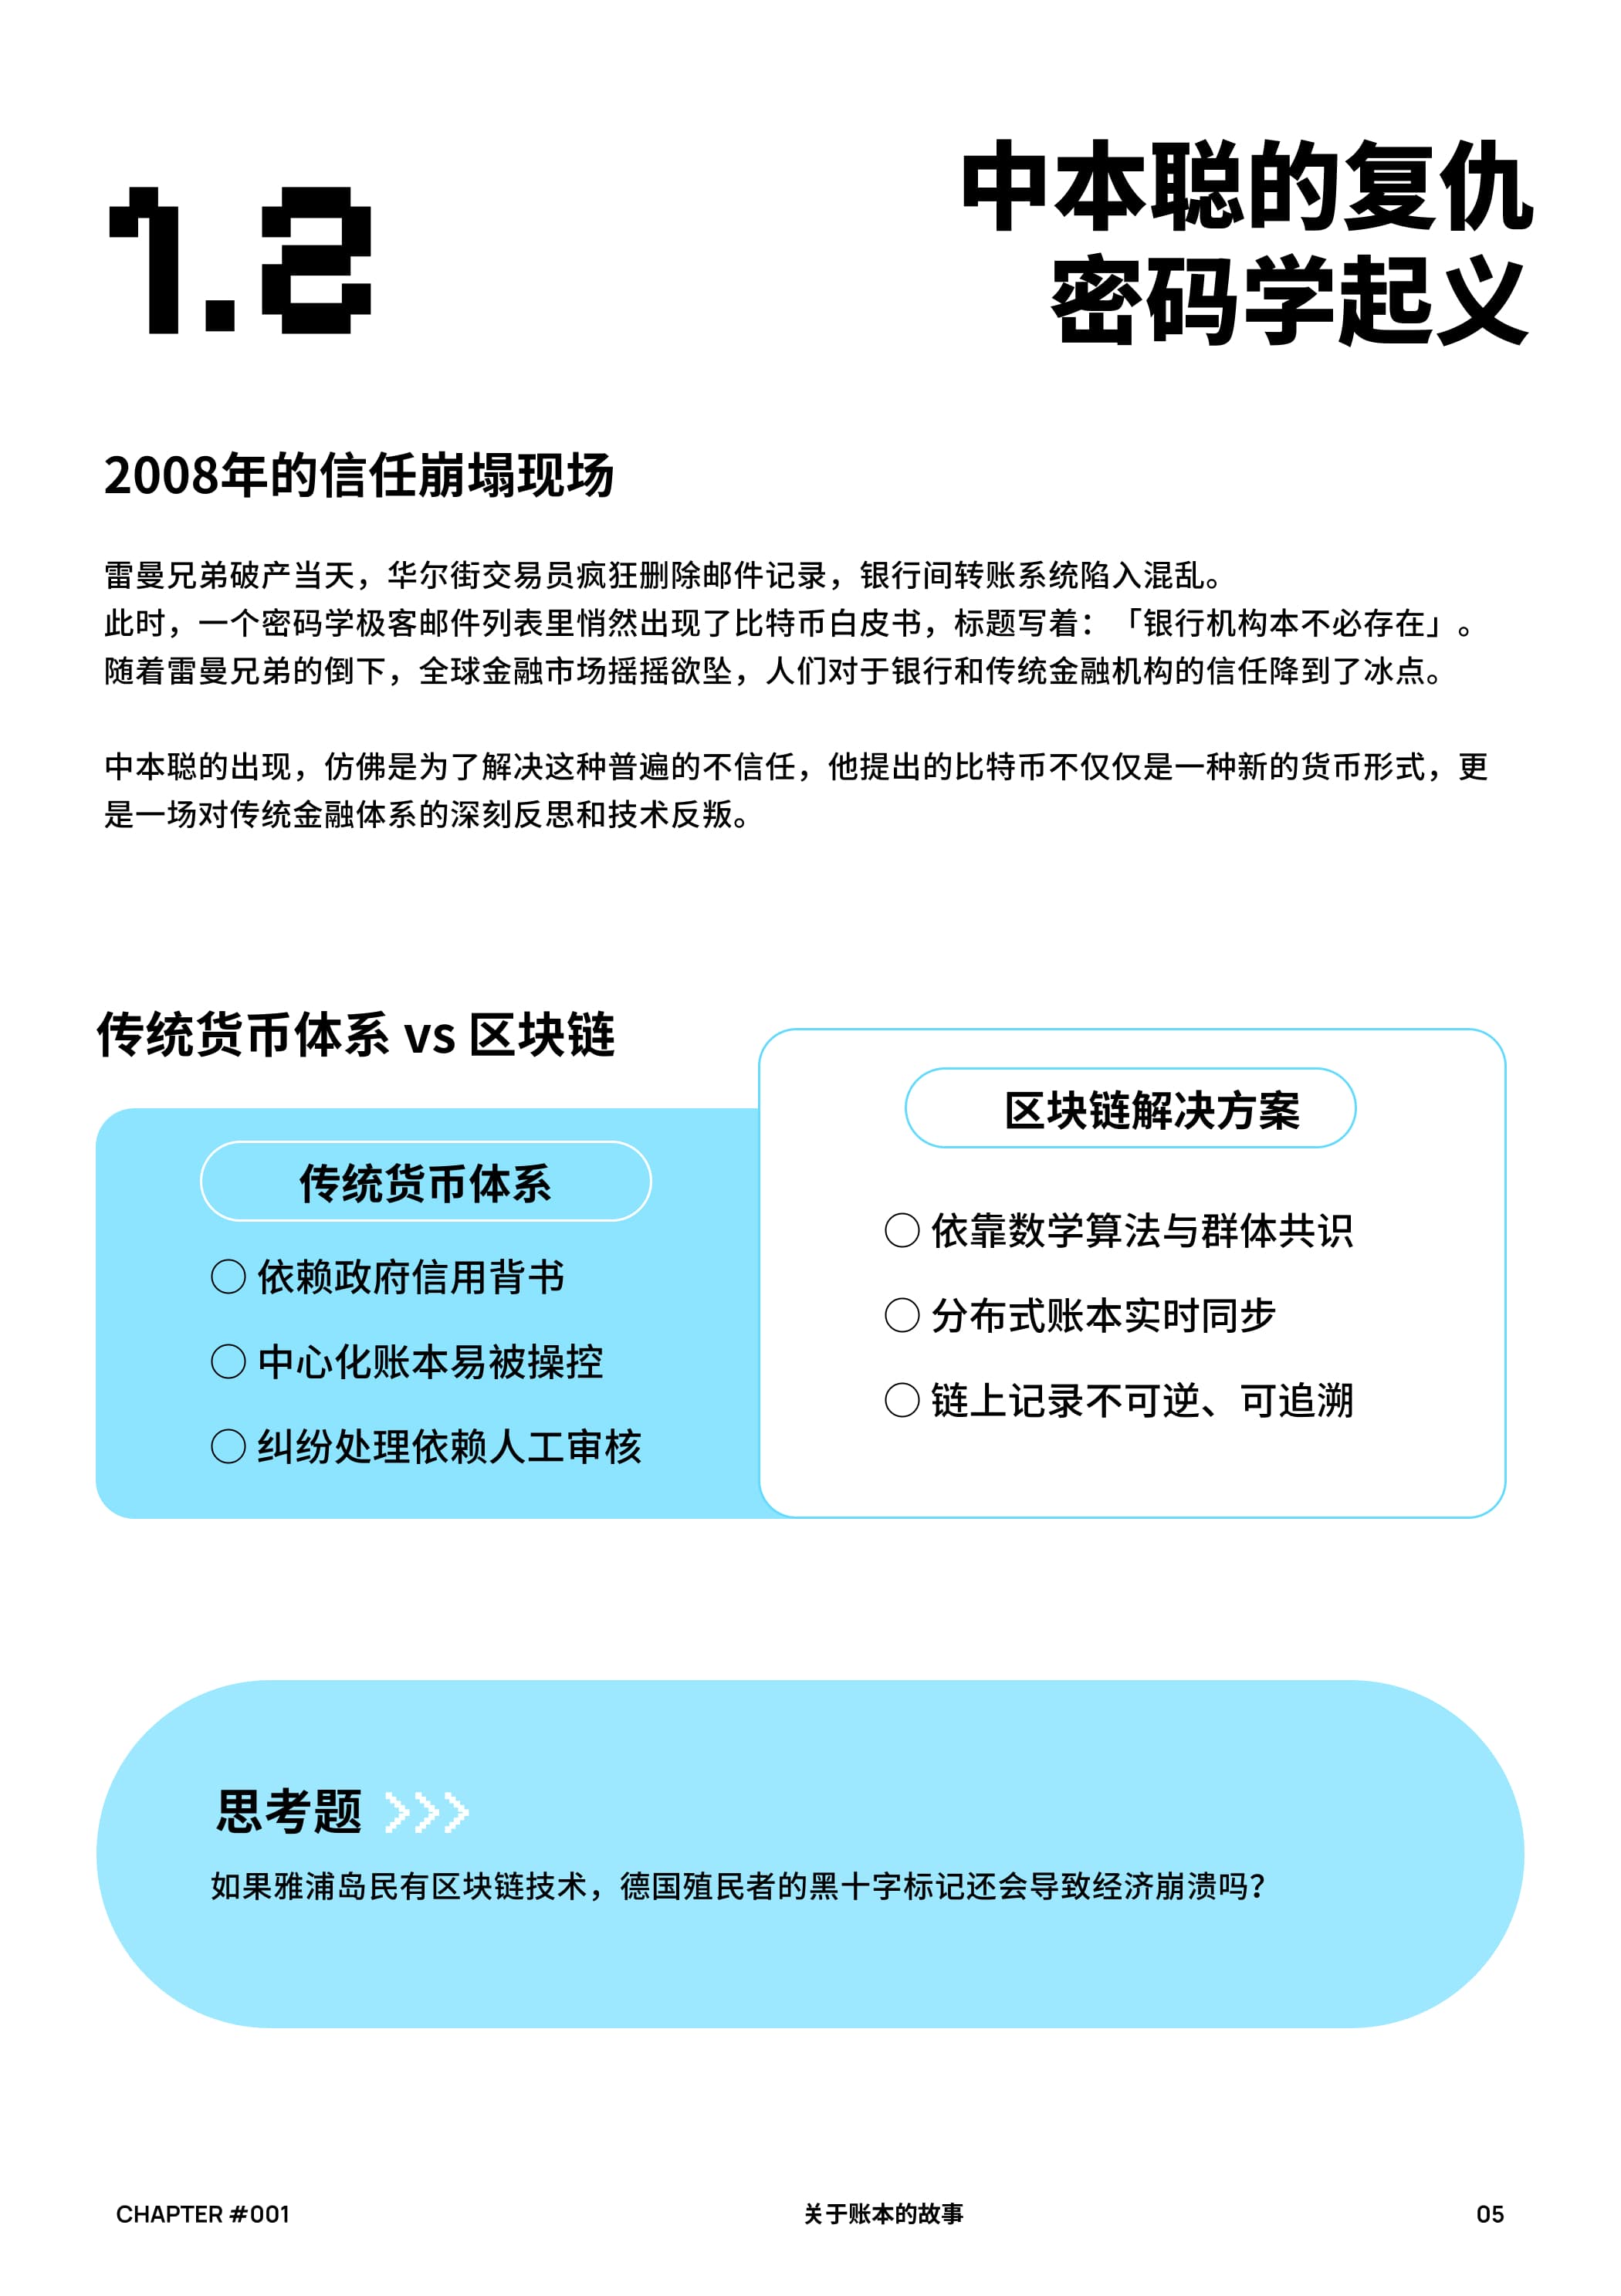 1.2
中本聪的复仇
密码学起义
2008年的信任崩塌现场
雷曼兄弟破产当天，华尔街交易员疯狂删除邮件记录，银行间转账系统陷入混乱。
此时，一个密码学极客邮件列表里悄然出现了比特币白皮书，标题写着：「银行机构本不必存在」。
随着雷曼兄弟的倒下，全球金融市场摇摇欲坠，人们对于银行和传统金融机构的信任降到了冰点。
中本聪的出现，仿佛是为了解决这种普遍的不信任，他提出的比特币不仅仅是一种新的货币形式，更
是一场对传统金融体系的深刻反思和技术反叛。
传统货币体系 vs 区块链
传统货币体系
○ 依赖政府信用背书
○ 中心化账本易被操控
○ 纠纷处理依赖人工审核
区块链解决方案
○ 依靠数学算法与群体共识
○ 分布式账本实时同步
○ 链上记录不可逆、可追溯
思考题
如果雅浦岛民有区块链技术，德国殖民者的黑十字标记还会导致经济崩溃吗？
CHAPTER #001
关于账本的故事
05